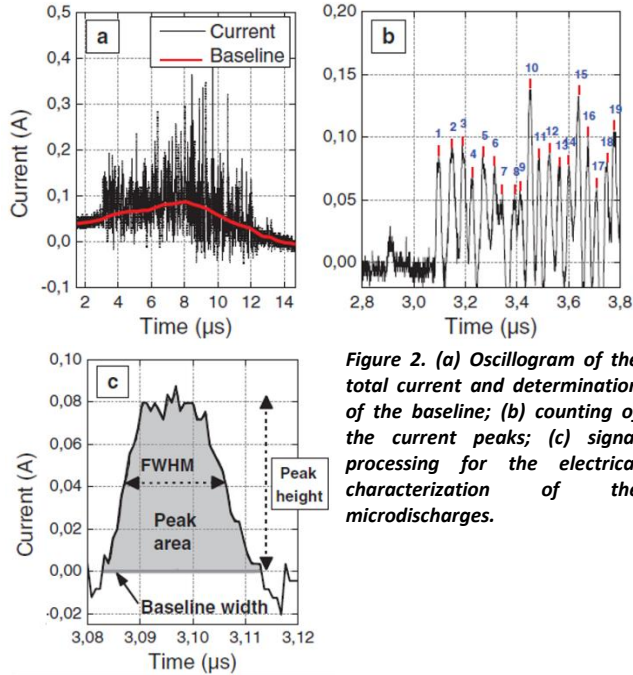 0,5
0,4
0,3
0,2
0,1
0,0
-0,1
a
Current
Baseline
Current (A)
2 4 6 8 10 12 14
Time (µs)
0,20
0,15
0,10
0,05
0,00
b
1 2 3 4 5 6 7 8 9 10 11 12 13 14 15 16 17 18 19
2,8 3,0 3,2 3,4 3,6 3,8
Time (µs)
0,10
0,08
0,06
0,04
0,02
0,00
-0,02
c
FWHM
Peak
height
Peak
area
Baseline width
Current (A)
3,08 3,09 3,10 3,11 3,12
Time (µs)
Figure 2. (a) Oscillogram of the
total current and determination
of the baseline; (b) counting o
the current peaks; (c) signa
processing for the electrica
characterization of the
microdischarges.